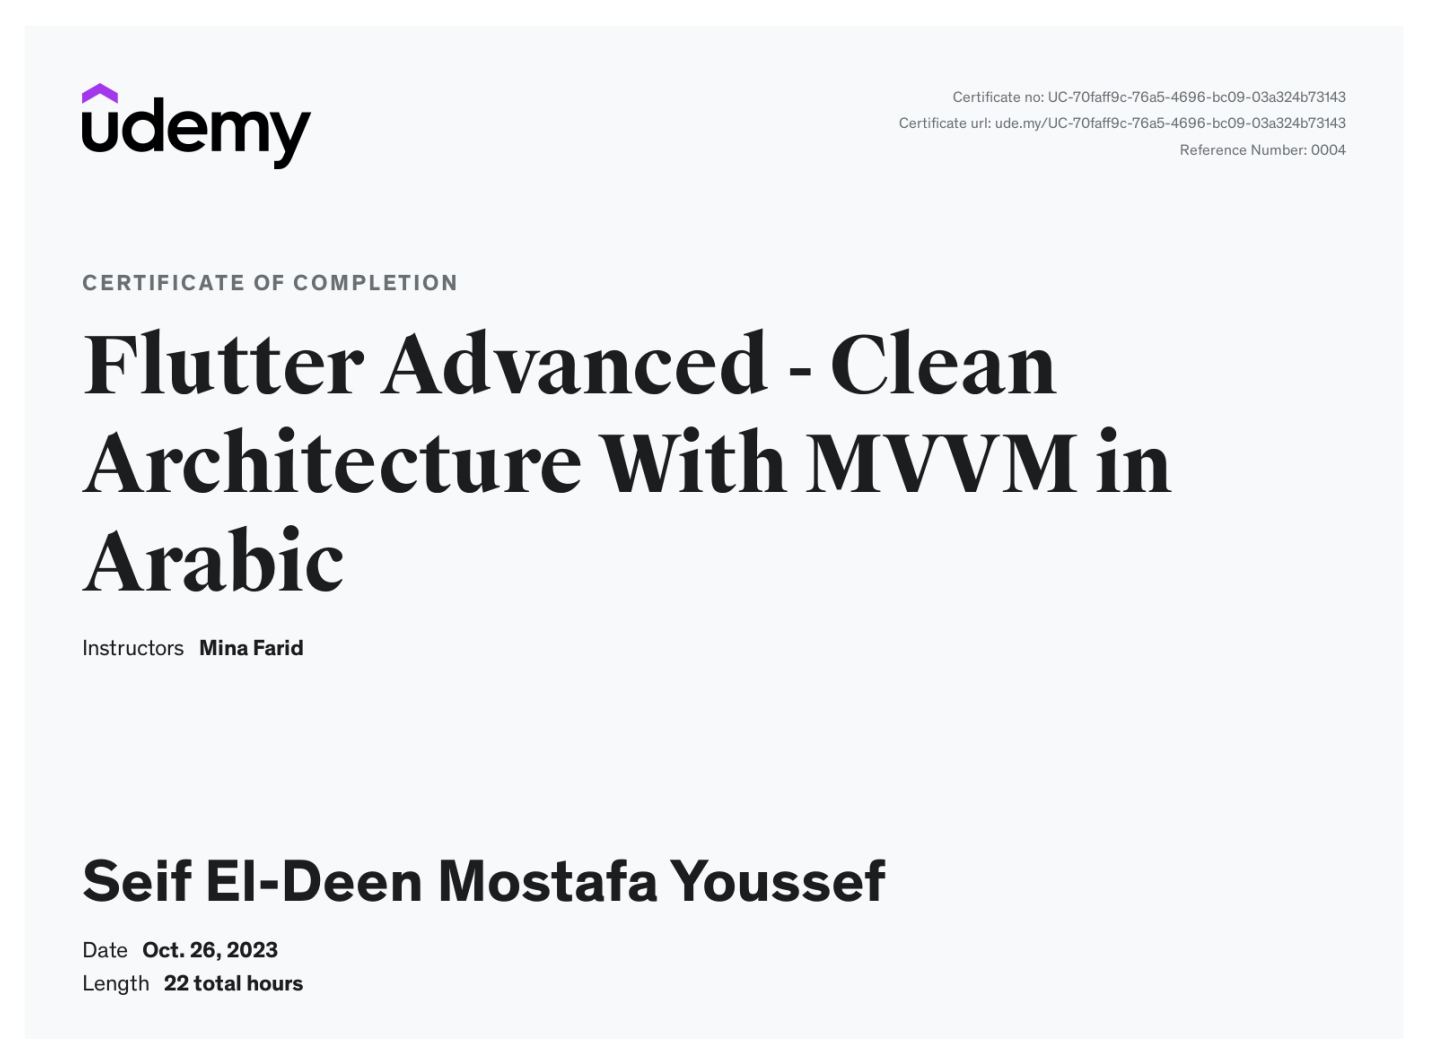 udemy
Certificate no: UC-70faff9c-76a5-4696-bc09-03a324b73143
Certificate url: ude.my/UC-70faff9c-76a5-4696-bc09-03a324b73143
Reference Number: 0004
CERTIFICATE OF COMPLETION
Flutter Advanced - Clean
Architecture With MVVM in
Arabic
Instructors Mina Farid
Seif El-Deen Mostafa Youssef
Date Oct. 26, 2023
Length 22 total hours